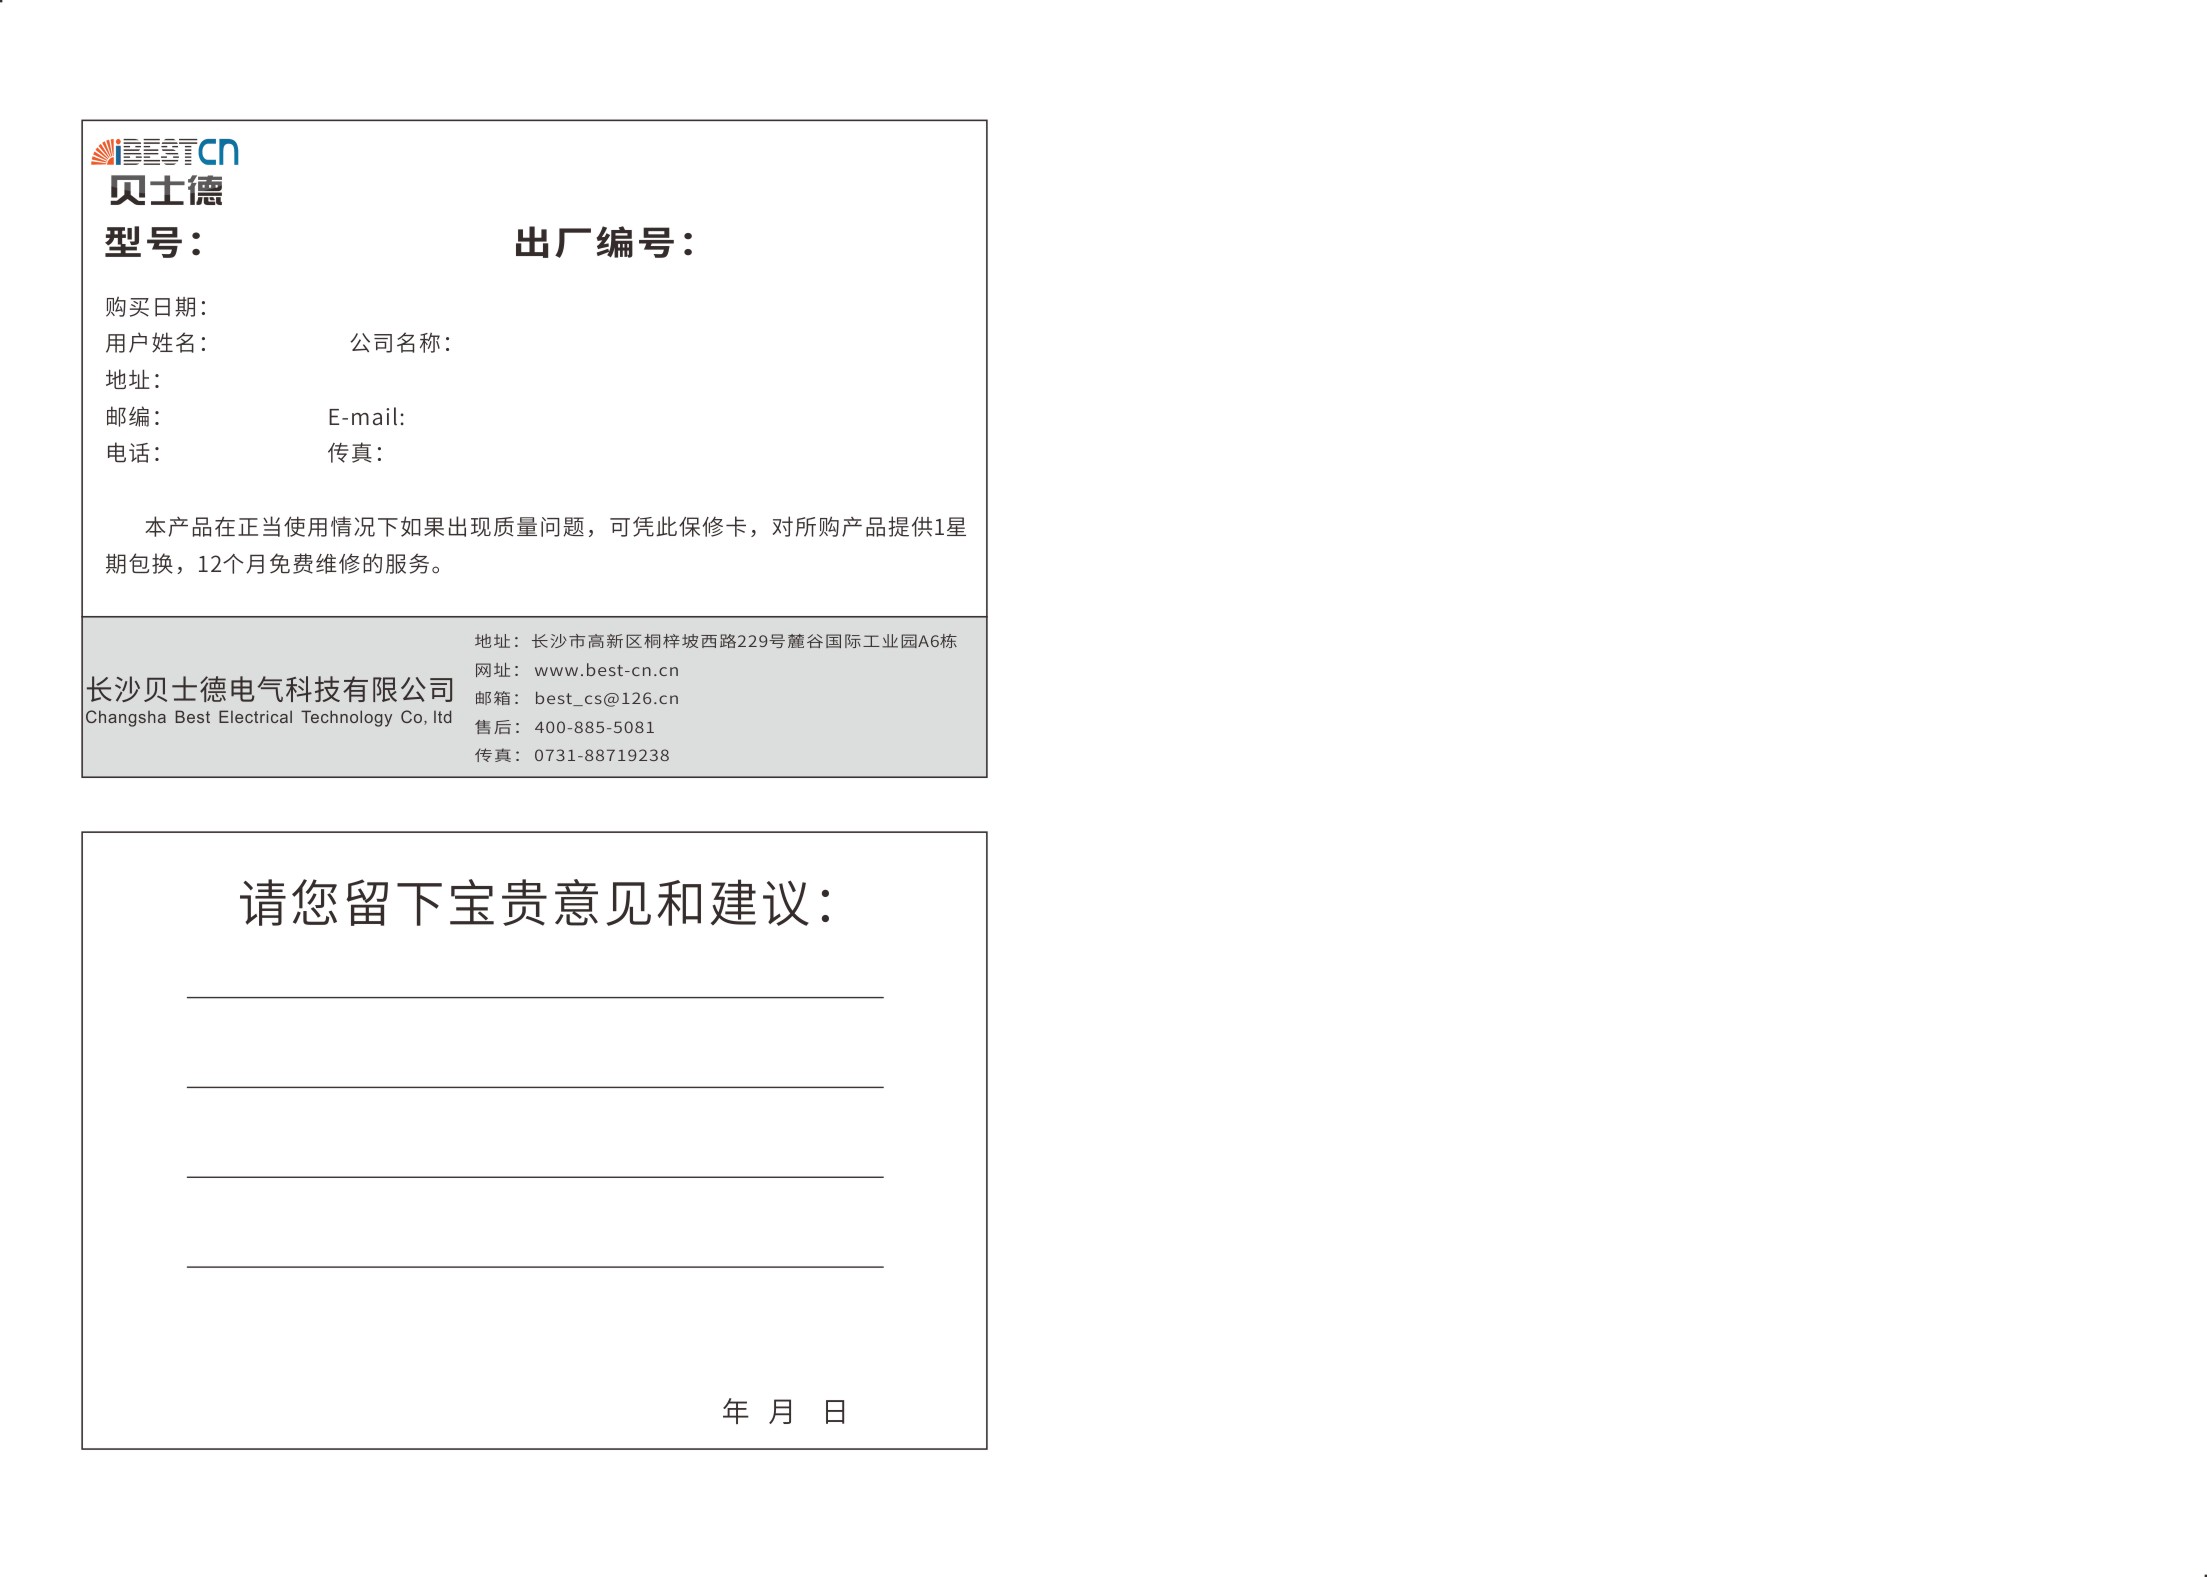 iBESTCN
贝士德
型号： 出厂编号：
购买日期：
用户姓名： 公司名称：
地址：
邮编： E-mail:
电话： 传真：
本产品在正当使用情况下如果出现质量问题，可凭此保修卡，对所购产品提供1星
期包换，12个月免费维修的服务。
长沙贝士德电气科技有限公司
Changsha Best Electrical Technology Co, ltd
地址：长沙市高新区桐梓坡西路229号麓谷国际工业园A6栋
网址：www.best-cn.cn
邮箱：best_cs@126.cn
售后：400-885-5081
传真：0731-88719238
请您留下宝贵意见和建议：
年 月 日